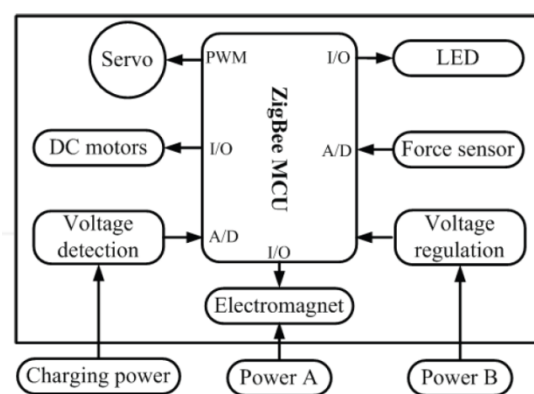 Servo
PWM
I/O
LED
ZigBee MCU
DC motors
I/O
A/D
Force sensor
Voltage
detection
A/D
I/O
Voltage
regulation
Electromagnet
Charging power
Power A
Power B